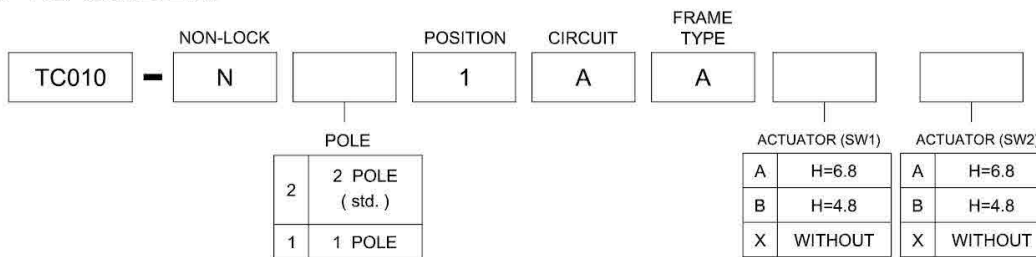 NON-LOCK POSITION CIRCUIT FRAME TYPE
TC010 - N 1 A A
POLE
2 2 POLE ( std. )
1 1 POLE
ACTUATOR (SW1)
A H=6.8
B H=4.8
X WITHOUT
ACTUATOR (SW2)
A H=6.8
B H=4.8
X WITHOUT